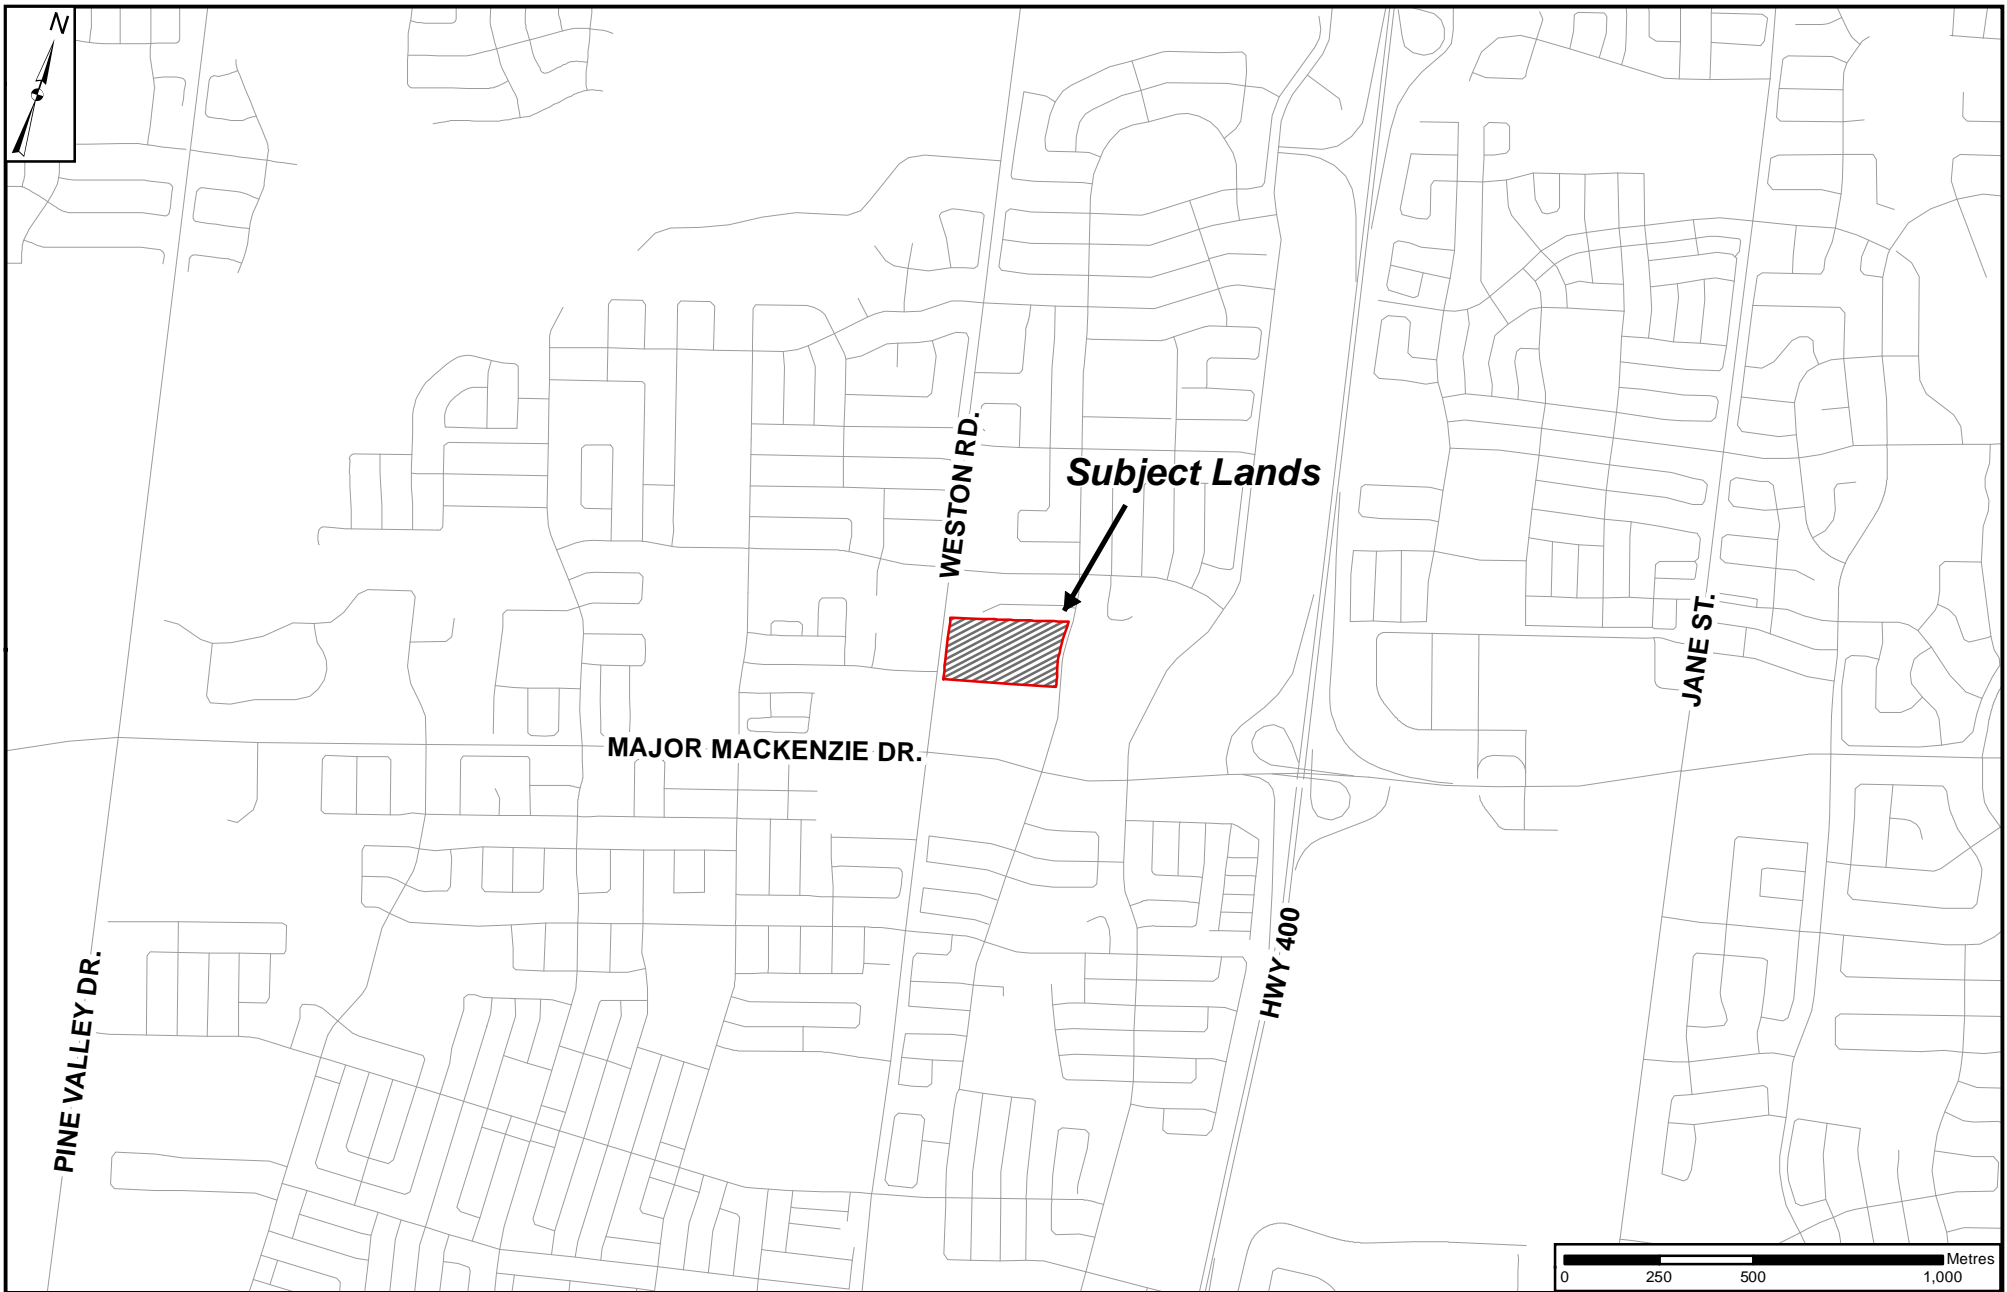 N
WESTON RD.
Subject Lands
JANE ST.
MAJOR MACKENZIE DR.
HWY 400
PINE VALLEY DR.
Metres
0 250 500 1,000